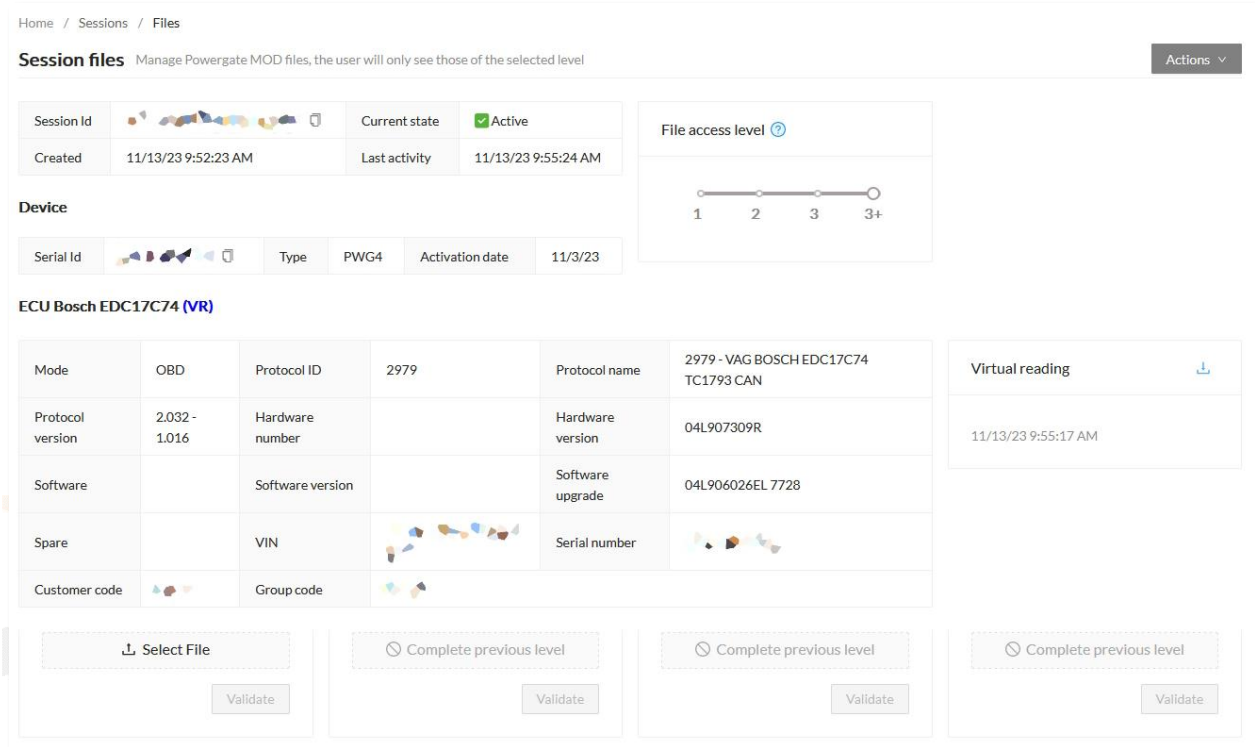 Home / Sessions / Files
Session files Manage Powergate MOD files, the user will only see those of the selected level
Actions
Session Id
Current state Active
Created 11/13/23 9:52:23 AM Last activity 11/13/23 9:55:24 AM
File access level
1 2 3 3+
Device
Serial Id
Type PWG4 Activation date 11/3/23
ECU Bosch EDC17C74 (VR)
Mode OBD Protocol ID 2979 Protocol name 2979 - VAG BOSCH EDC17C74
TC1793 CAN
Protocol
version
2.032 -
1.016
Hardware
number
Hardware
version
04L907309R
Software Software version Software
upgrade
04L906026EL 7728
Spare VIN Serial number
Customer code Group code
Virtual reading
11/13/23 9:55:17 AM
Select File Complete previous level Complete previous level Complete previous level
Validate Validate Validate Validate